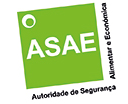 ASAE
Autoridade de Segurança
Alimentar e Económica